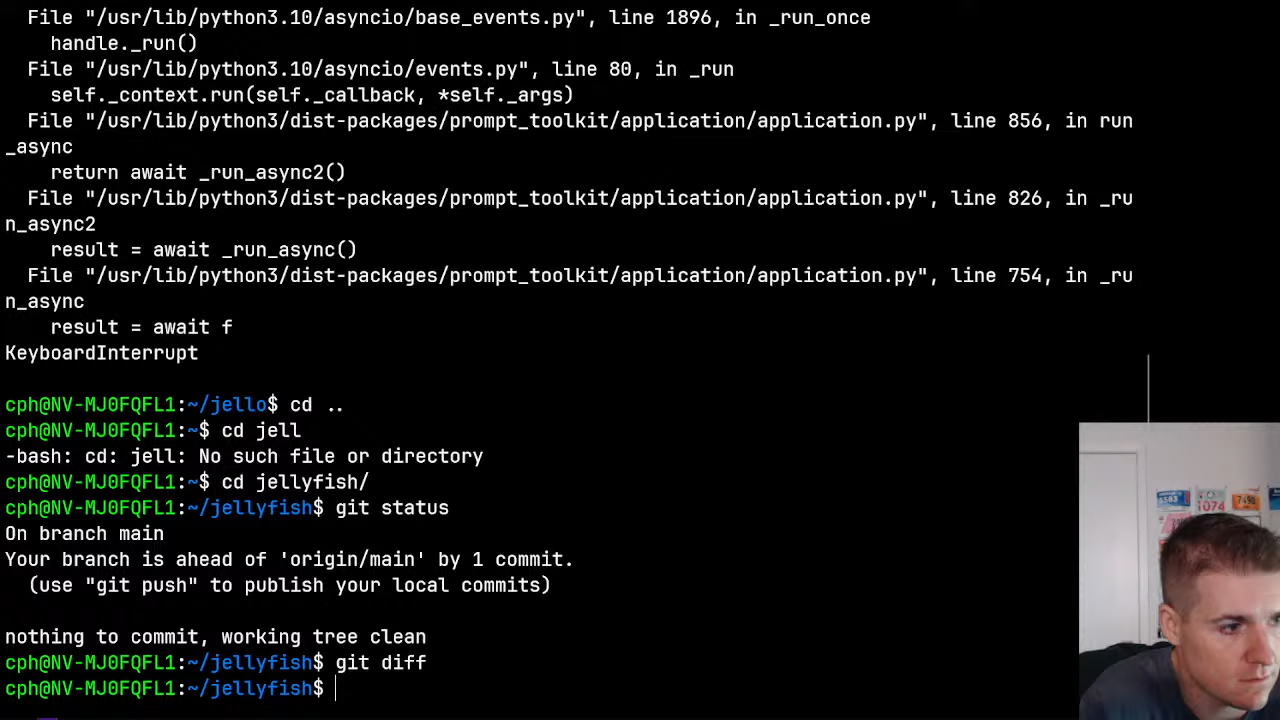 File "/usr/lib/python3.10/asyncio/base_events.py", line 1896, in _run_once
    handle._run()
  File "/usr/lib/python3.10/asyncio/events.py", line 80, in _run
    self._context.run(self._callback, *self._args)
  File "/usr/lib/python3/dist-packages/prompt_toolkit/application/application.py", line 856, in run
_async
    return await _run_async2()
  File "/usr/lib/python3/dist-packages/prompt_toolkit/application/application.py", line 826, in _ru
n_async2
    result = await _run_async()
  File "/usr/lib/python3/dist-packages/prompt_toolkit/application/application.py", line 754, in _ru
n_async
    result = await f
KeyboardInterrupt
cph@NV-MJ0FQFL1:~/jello$ cd ..
cph@NV-MJ0FQFL1:~$ cd jell
-bash: cd: jell: No such file or directory
cph@NV-MJ0FQFL1:~$ cd jellyfish/
cph@NV-MJ0FQFL1:~/jellyfish$ git status
On branch main
Your branch is ahead of 'origin/main' by 1 commit.
  (use "git push" to publish your local commits)
nothing to commit, working tree clean
cph@NV-MJ0FQFL1:~/jellyfish$ git diff
cph@NV-MJ0FQFL1:~/jellyfish$
1074